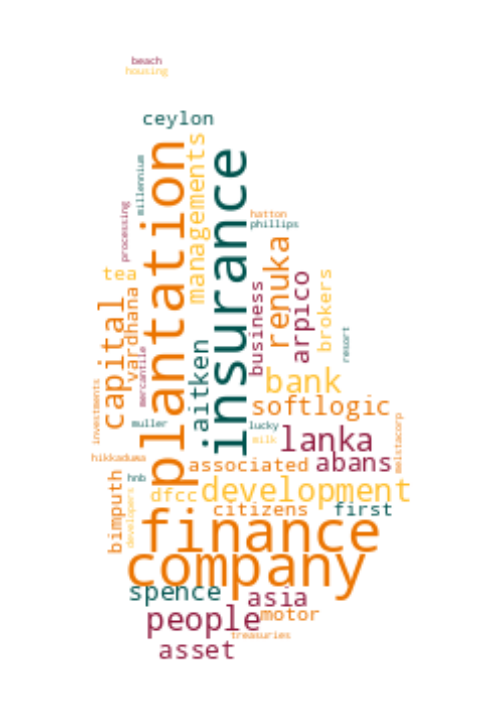 beach
housing
ceylon
plantation
managements
insurance
millennium
processing
hatton
phillips
tea
renuka
arpico
brokers
business
capital
vardhana
resort
aitken
mercantile
investments
bank
softlogic
muller
lucky
milk
lanka
melstacorp
hikkaduwa
associated
abans
hnb
bimputh
developers
dfcc
development
citizens
first
finance
company
spence
asia
people
motor
treasuries
asset